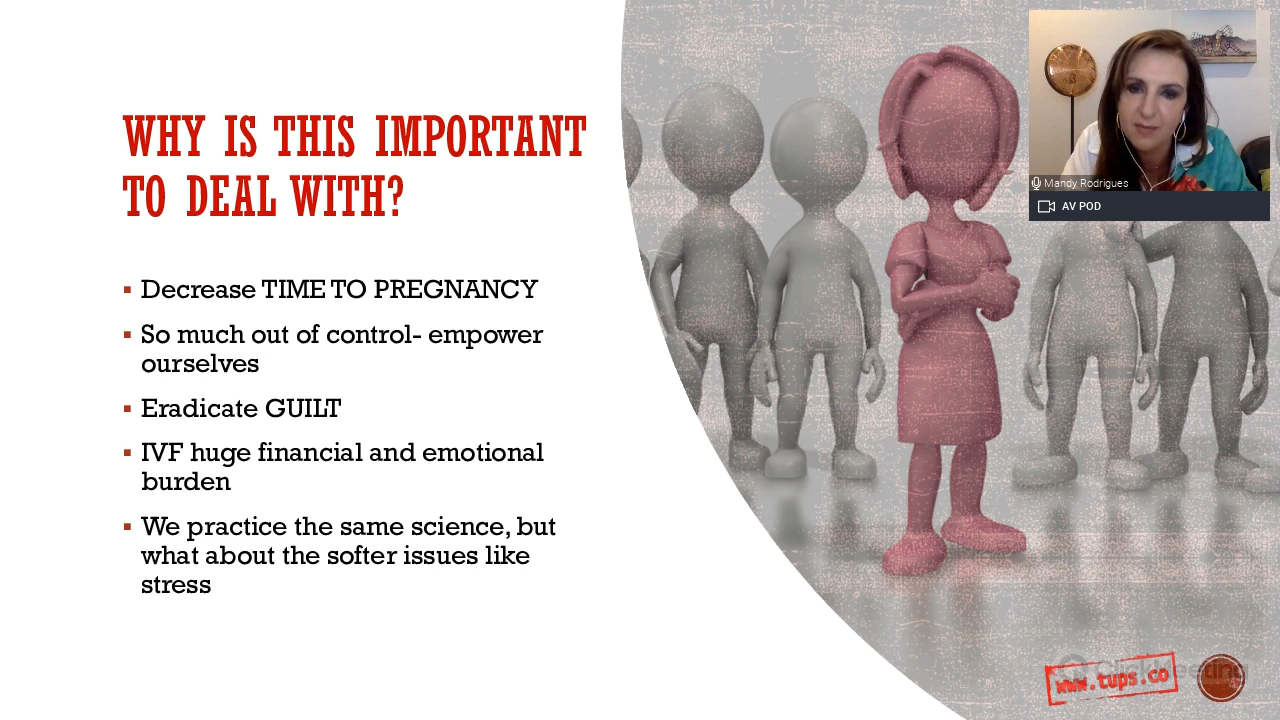 WHY IS THIS IMPORTANT
TO DEAL WITH?
Decrease TIME TO PREGNANCY
So much out of control- empower
ourselves
Eradicate GUILT
IVF huge financial and emotional
burden
We practice the same science, but
what about the softer issues like
stress
Mandy Rodrigues
AV POD
ClickMeeting
www.tups.co